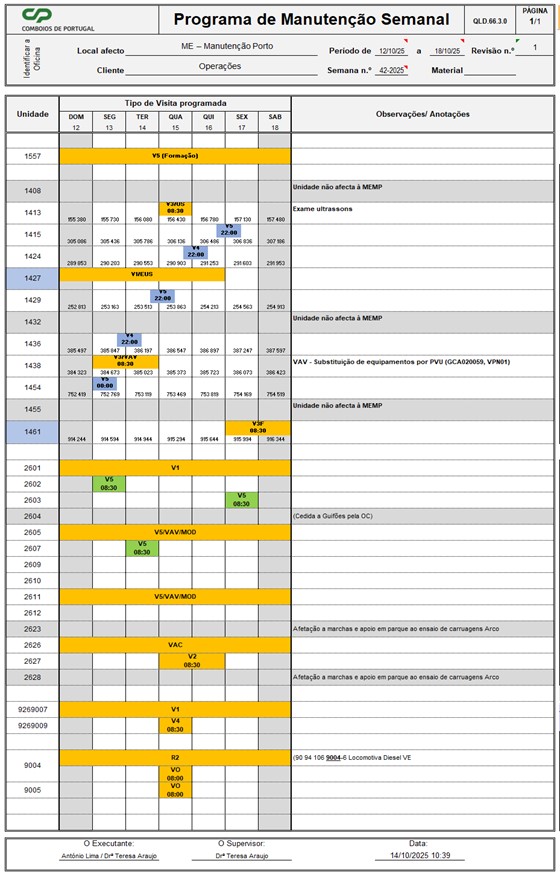 CP
COMBOIOS DE PORTUGAL
Programa de Manutenção Semanal
QLD.66.3.0
PÁGINA
1/1
Identificar a Oficina
Local afecto ME – Manutenção Porto Período de 12/10/25 a 18/10/25 Revisão n.º 1
Cliente Operações Semana n.º 42-2025 Material
Unidade Tipo de Visita programada Observações/ Anotações
DOM SEG TER QUA QUI SEX SAB
12 13 14 15 16 17 18
1557 V5 (Formação)
1408 Unidade não afecta à MEMP
1413 V3/US 08:30 Exame ultrassons
155 380 155 730 156 080 156 430 156 780 157 130 157 480
1415 V5 22:00
305 086 305 436 305 786 306 136 306 486 306 836 307 186
1424 V4 22:00
289 853 290 203 290 553 290 903 291 253 291 603 291 953
1427
1429 V5 22:00
252 813 253 163 253 513 253 863 254 213 254 563 254 913
1432 Unidade não afecta à MEMP
1436 V4 22:00
385 497 385 847 386 197 386 547 386 897 387 247 387 597
1438 V3/VAV 08:30 VAV - Substituição de equipamentos por PVU (GCA020059, VPN01)
384 323 384 673 385 023 385 373 385 723 386 073 386 423
1454 V5 00:00
752 419 752 769 753 119 753 469 753 819 754 169 754 519
1455 Unidade não afecta à MEMP
1461 08:30
914 244 914 594 914 944 915 294 915 644 915 994 916 344
2601 V1
2602 V5 08:30
2603 V5 08:30
2604 (Cedida a Guifões pela OC)
2605 V5/VAV/MOD
2607 V5 08:30
2609
2610
2611 V5/VAV/MOD
2612
2623 Afetação a marchas e apoio em parque ao ensaio de carruagens Arco
2626 VAC
2627 V2 08:30
2628 Afetação a marchas e apoio em parque ao ensaio de carruagens Arco
9269007 V1
9269009 V4 08:30
9004 R2 (90 94 106 9004-6 Locomotiva Diesel VE
VO 08:00
9005 VO 08:00
O Executante: O Supervisor: Data:
António Lima / Drª Teresa Araujo Drª Teresa Araujo 14/10/2025 10:39